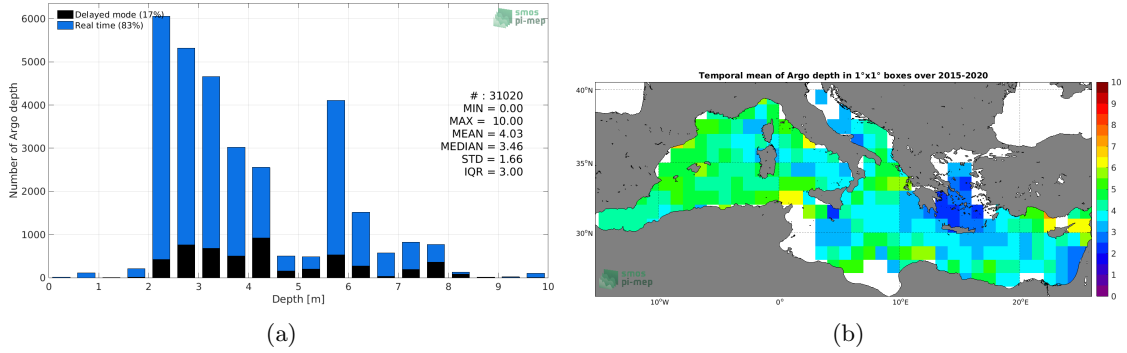 Delayed mode (17%)
Real time (83%)
smos
pi-mep
6000
5000
4000
3000
2000
1000
0
Number of Argo depth
# : 31020
MIN = 0.00
MAX = 10.00
MEAN = 4.03
MEDIAN = 3.46
STD = 1.66
IQR = 3.00
0 1 2 3 4 5 6 7 8 9 10
Depth [m]
(a)
Temporal mean of Argo depth in 1°x1° boxes over 2015-2020
40°N
35°N
30°N
10°W 0° 10°E 20°E
smos
pi-mep
10
9
8
7
6
5
4
3
2
1
0
(b)